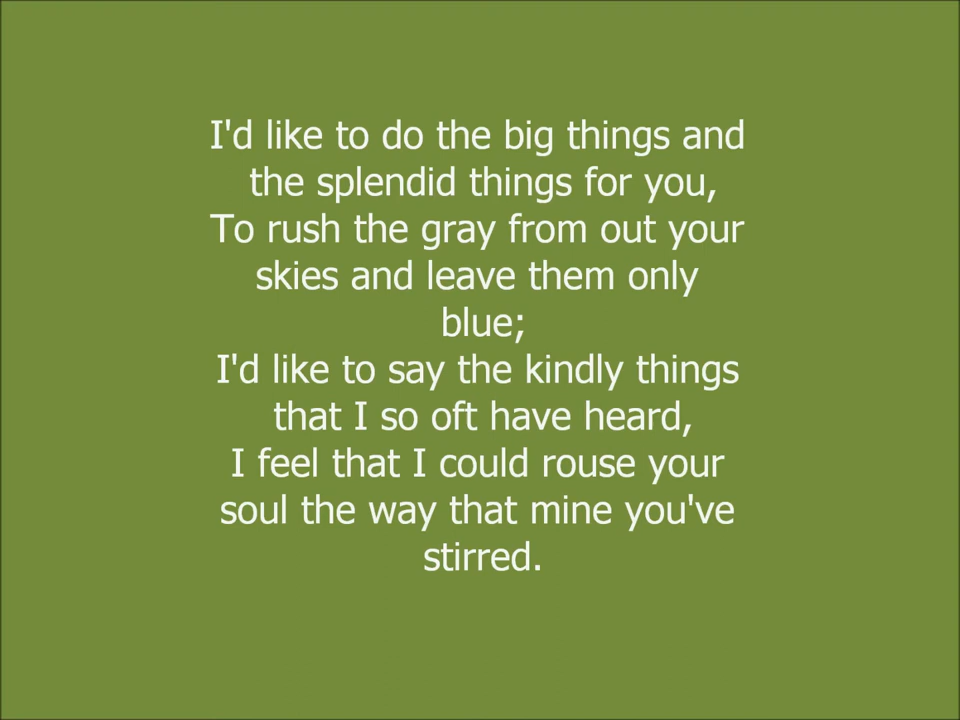 I'd like to do the big things and
the splendid things for you,
To rush the gray from out your
skies and leave them only
blue;
I'd like to say the kindly things
that I so oft have heard,
I feel that I could rouse your
soul the way that mine you've
stirred.